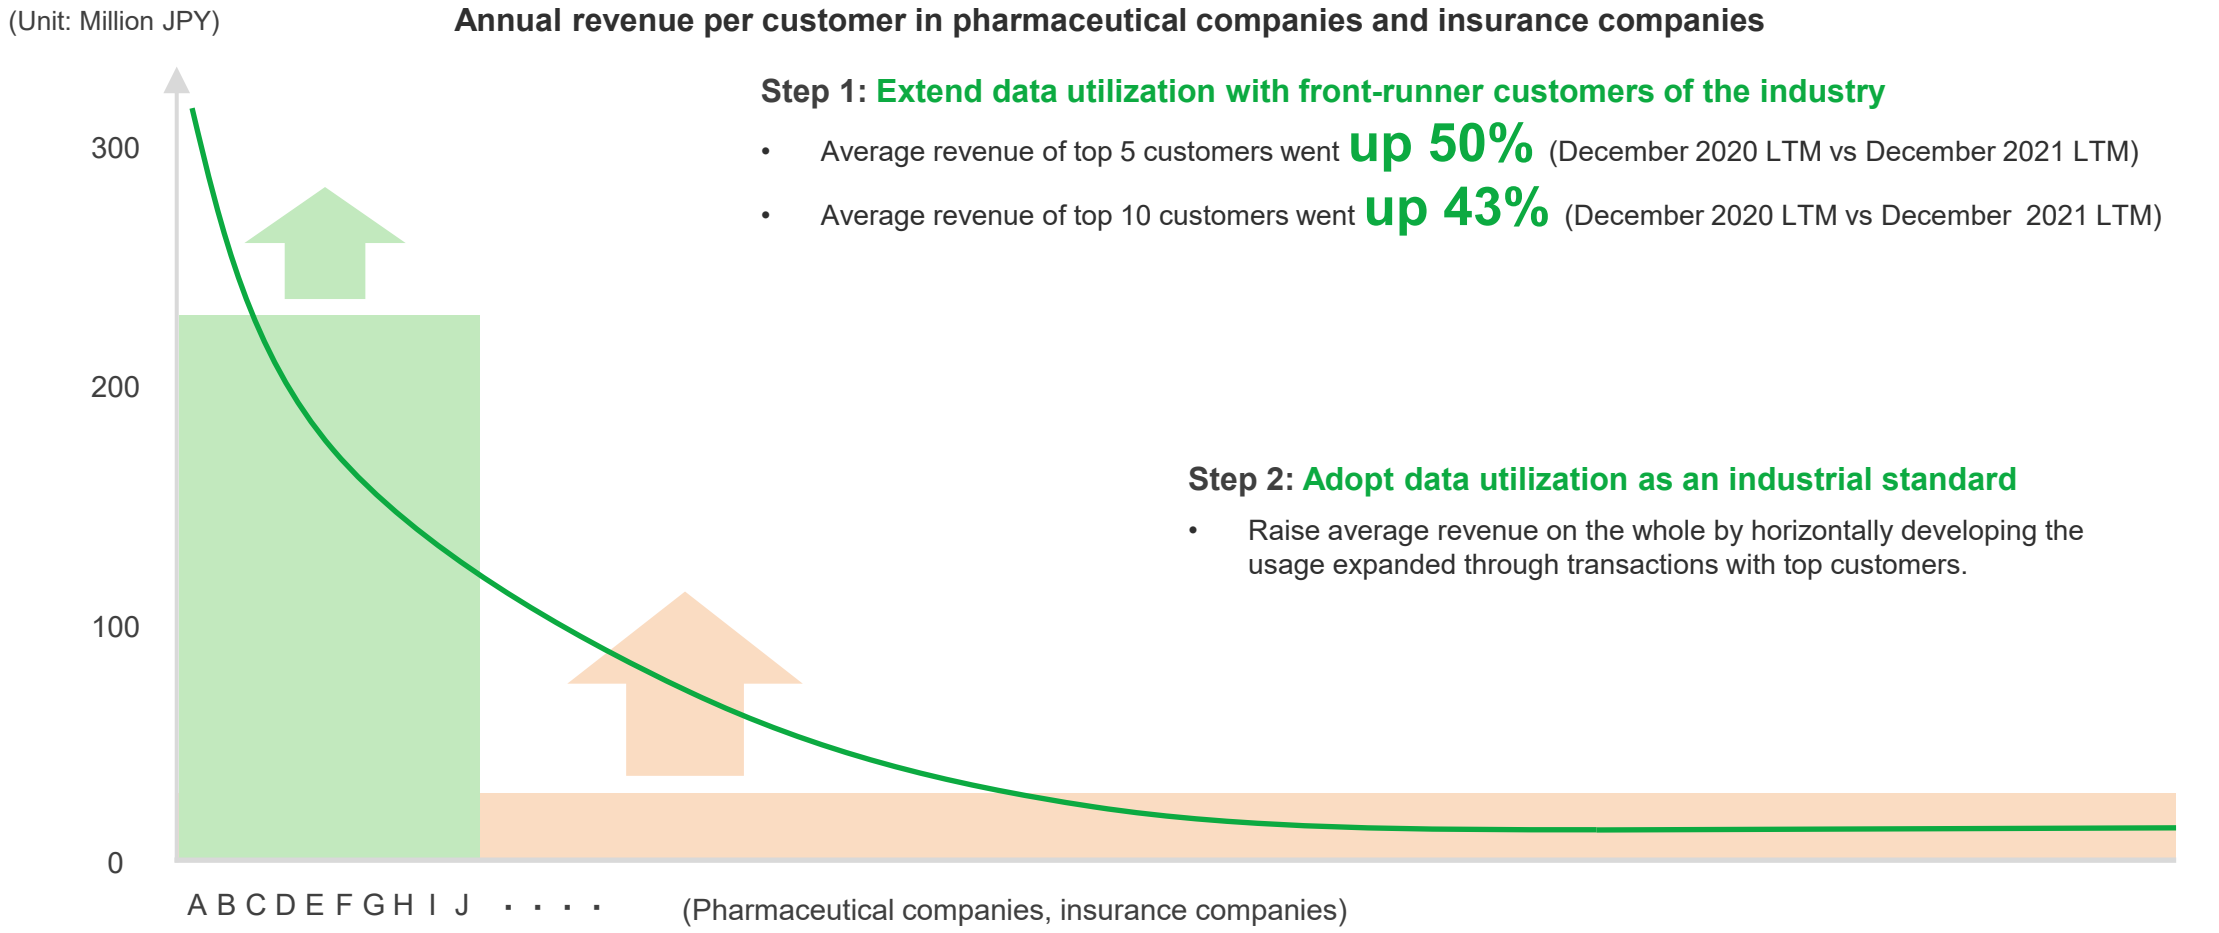 (Unit: Million JPY)
Annual revenue per customer in pharmaceutical companies and insurance companies
Step 1: Extend data utilization with front-runner customers of the industry
• Average revenue of top 5 customers went up 50% (December 2020 LTM vs December 2021 LTM)
• Average revenue of top 10 customers went up 43% (December 2020 LTM vs December 2021 LTM)
300
200
100
0
Step 2: Adopt data utilization as an industrial standard
• Raise average revenue on the whole by horizontally developing the
usage expanded through transactions with top customers.
A B C D E F G H I J . . . .
(Pharmaceutical companies, insurance companies)